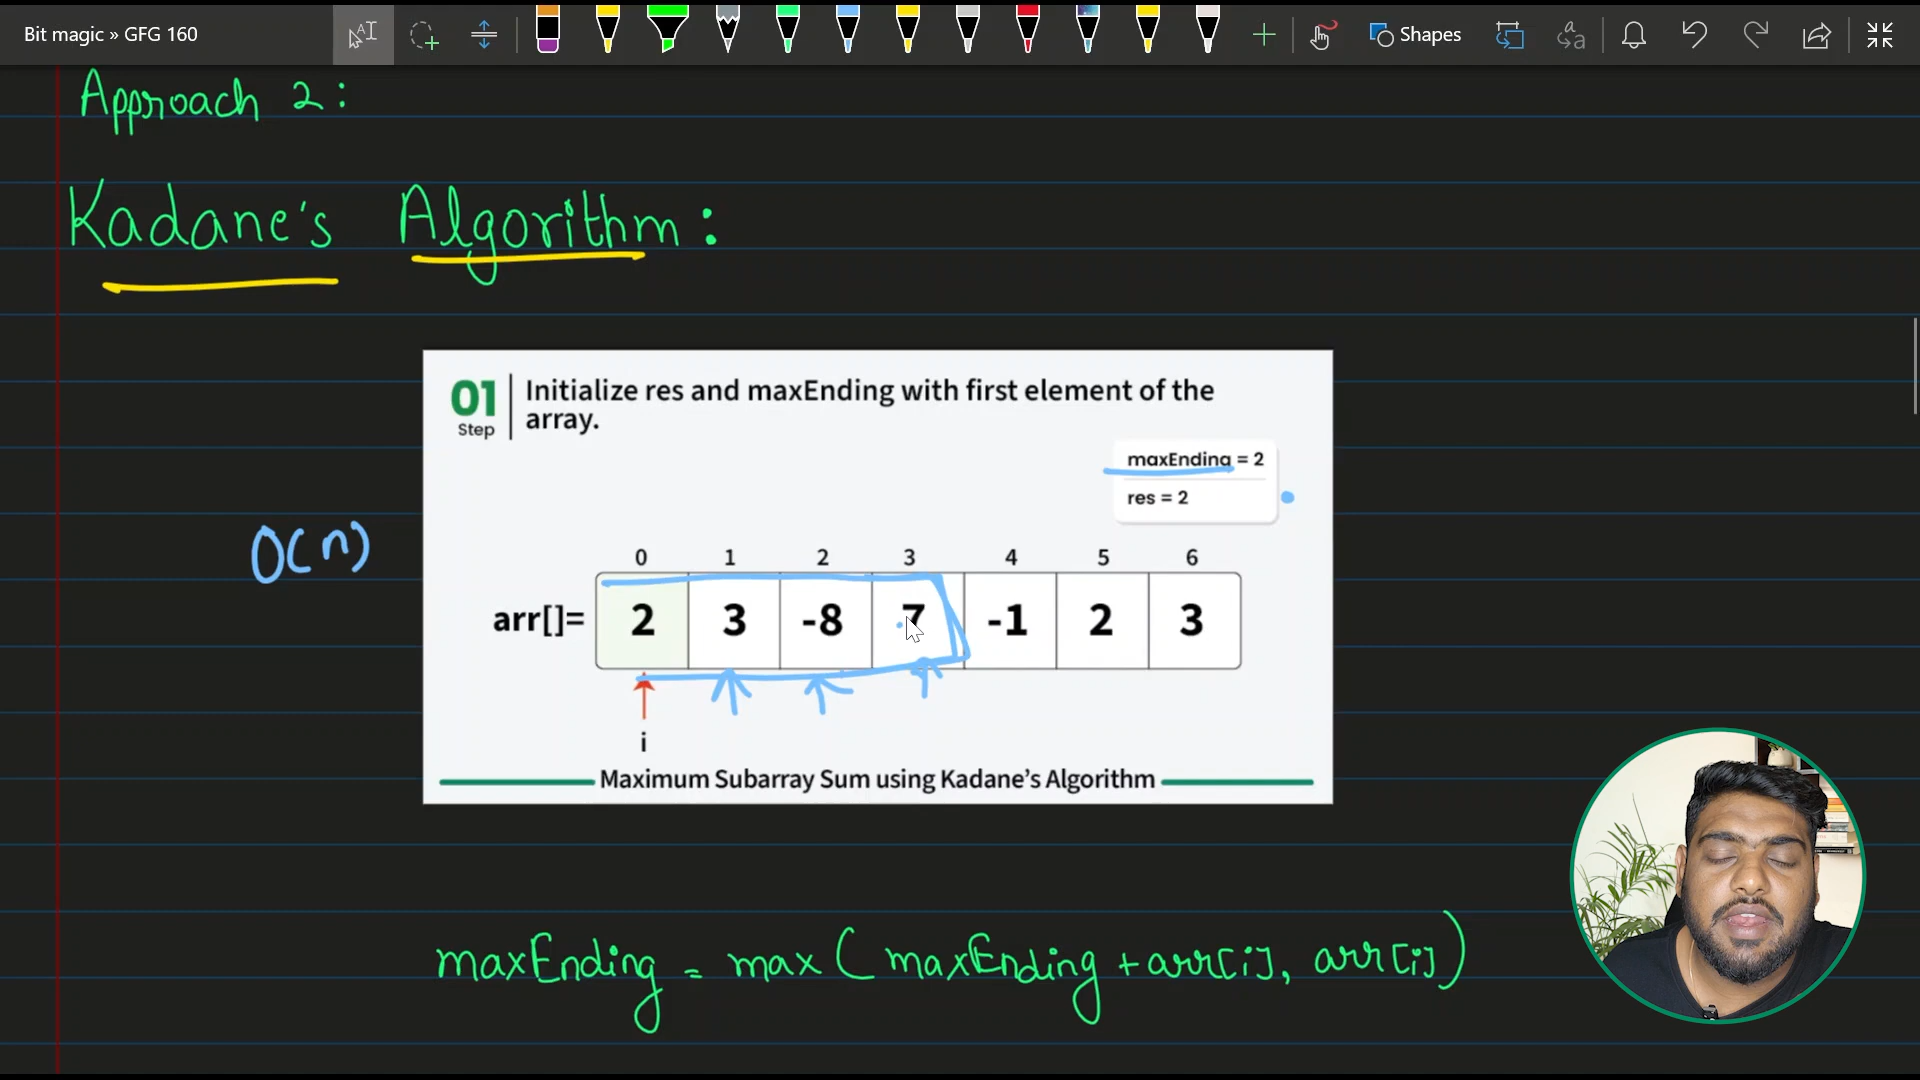 Bit magic » GFG 160
Shapes
Approach 2:
Kadane's Algorithm:
01 Step
Initialize res and maxEnding with first element of the
array.
maxEnding = 2
res = 2
O(n)
0 1 2 3 4 5 6
arr[]= 2 3 -8 7 -1 2 3
i
Maximum Subarray Sum using Kadane’s Algorithm
maxEnding = max ( maxEnding + arr[i], arr[i])